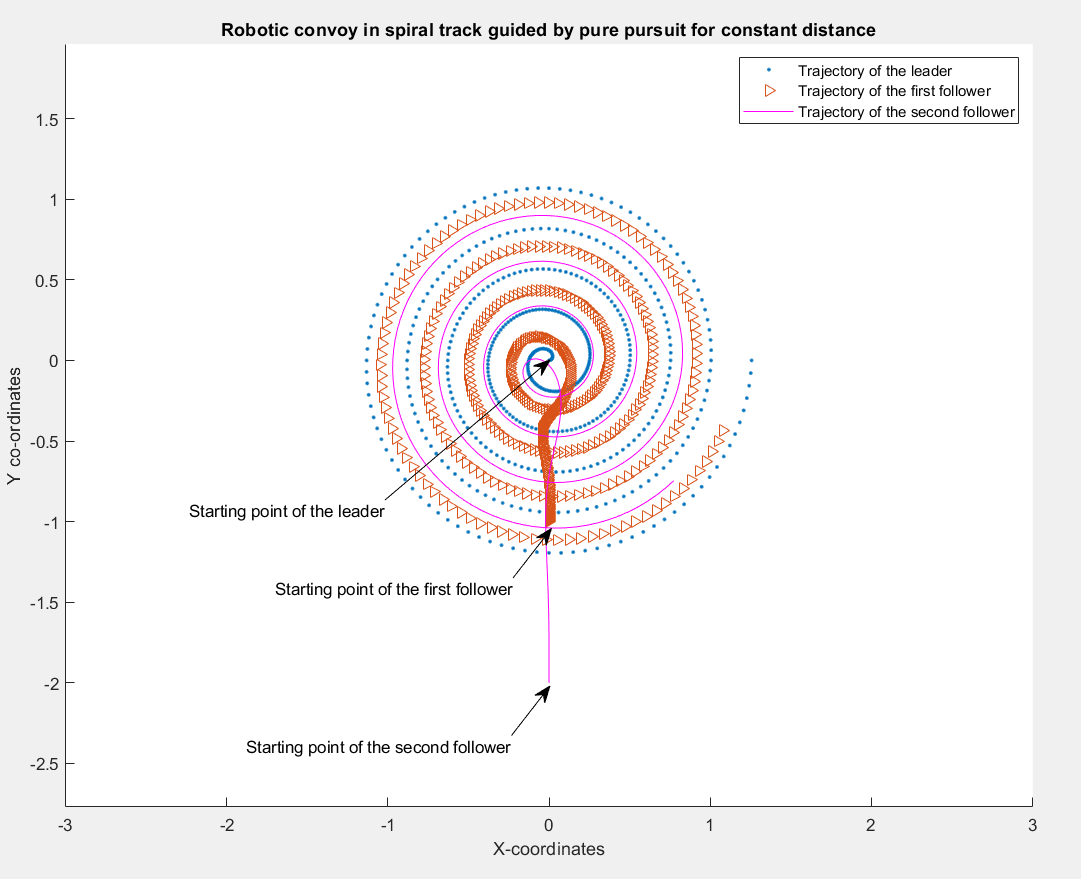 Robotic convoy in spiral track guided by pure pursuit for constant distance
Trajectory of the leader
Trajectory of the first follower
Trajectory of the second follower
1.5
1
0.5
0
-0.5
-1
-1.5
-2
-2.5
Y co-ordinates
Starting point of the leader
Starting point of the first follower
Starting point of the second follower
-3 -2 -1 0 1 2 3
X-coordinates